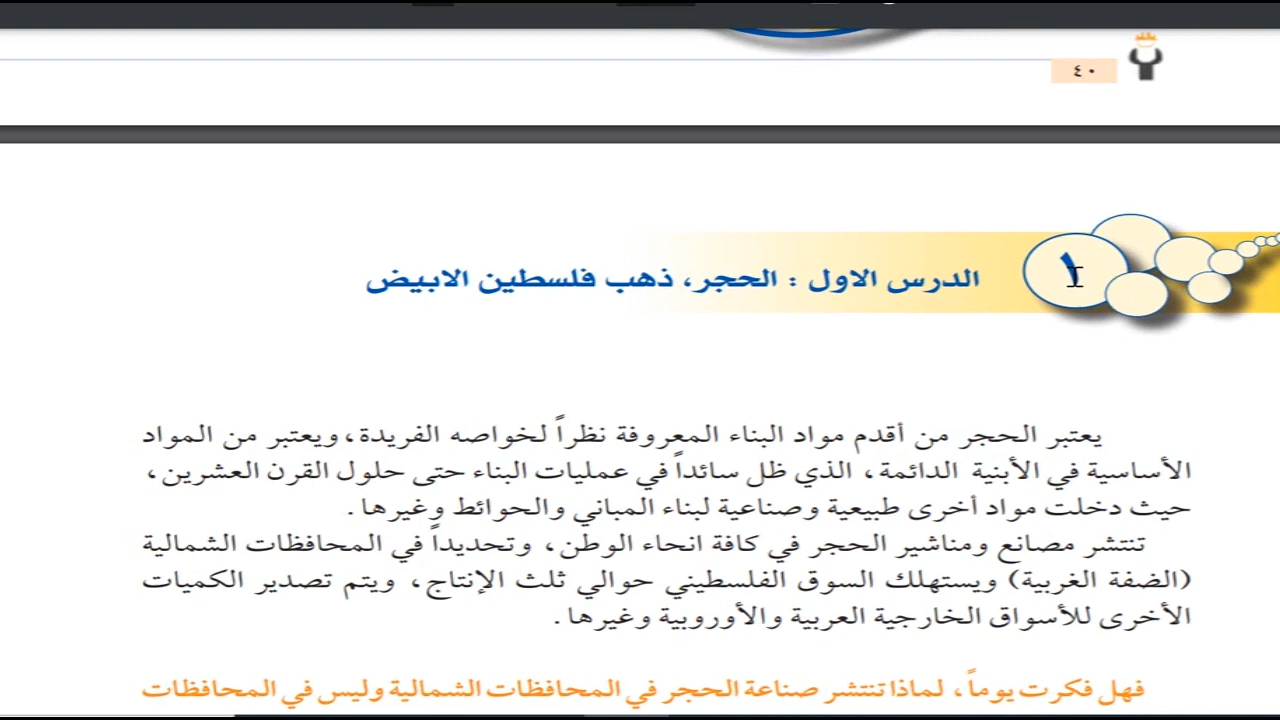 ٤٠
١
الدرس الاول : الحجر، ذهب فلسطين الابيض
يعتبر الحجر من أقدم مواد البناء المعروفة نظراً لخواصه الفريدة، ويعتبر من المواد
الأساسية في الأبنية الدائمة، الذي ظل سائداً في عمليات البناء حتى حلول القرن العشرين،
حيث دخلت مواد أخرى طبيعية وصناعية لبناء المباني والحوائط وغيرها.
تنتشر مصانع ومناشير الحجر في كافة انحاء الوطن، وتحديداً في المحافظات الشمالية
(الضفة الغربية) ويستهلك السوق الفلسطيني حوالي ثلث الإنتاج، ويتم تصدير الكميات
الأخرى للأسواق الخارجية العربية والأوروبية وغيرها.
فهل فكرت يوماً، لماذا تنتشر صناعة الحجر في المحافظات الشمالية وليس في المحافظات